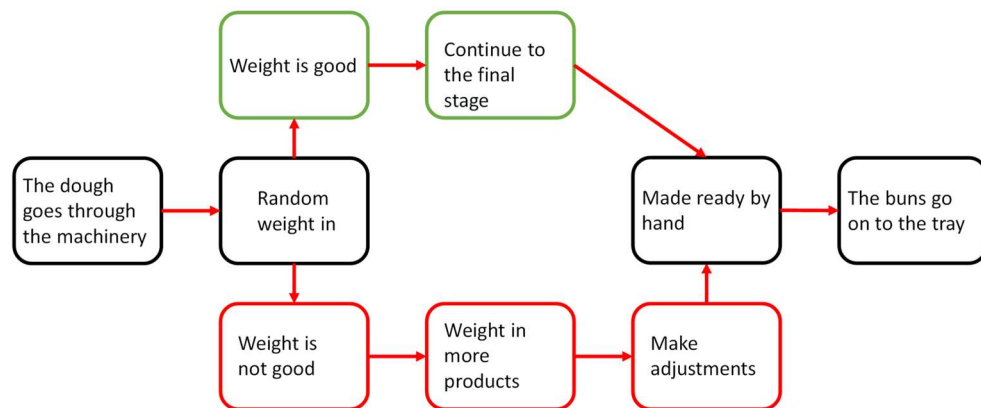 Weight is good
Continue to
the final
stage
The dough
goes through
the machinery
Random
weight in
Made ready by
hand
The buns go
on to the tray
Weight is
not good
Weight in
more
products
Make
adjustments